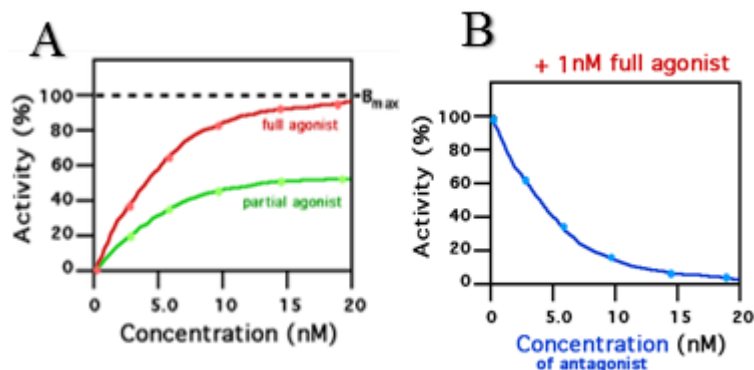 A
100
80
60
40
20
0
Activity (%)
Bmax
full agonist
partial agonist
0 5.0 10 15 20
Concentration (nM)
B
+ 1nM full agonist
100
80
60
40
20
0
Activity (%)
0 5.0 10 15 20
Concentration (nM)
of antagonist